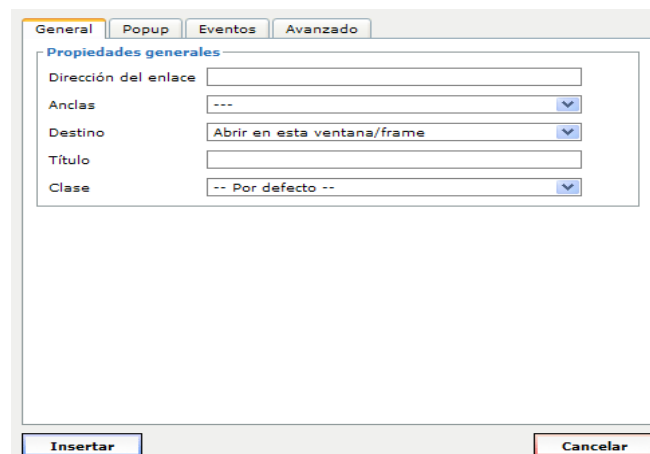 General Popup Eventos Avanzado
Propiedades generales
Dirección del enlace
Anclas ---
Destino Abrir en esta ventana/frame
Título
Clase -- Por defecto --
Insertar Cancelar